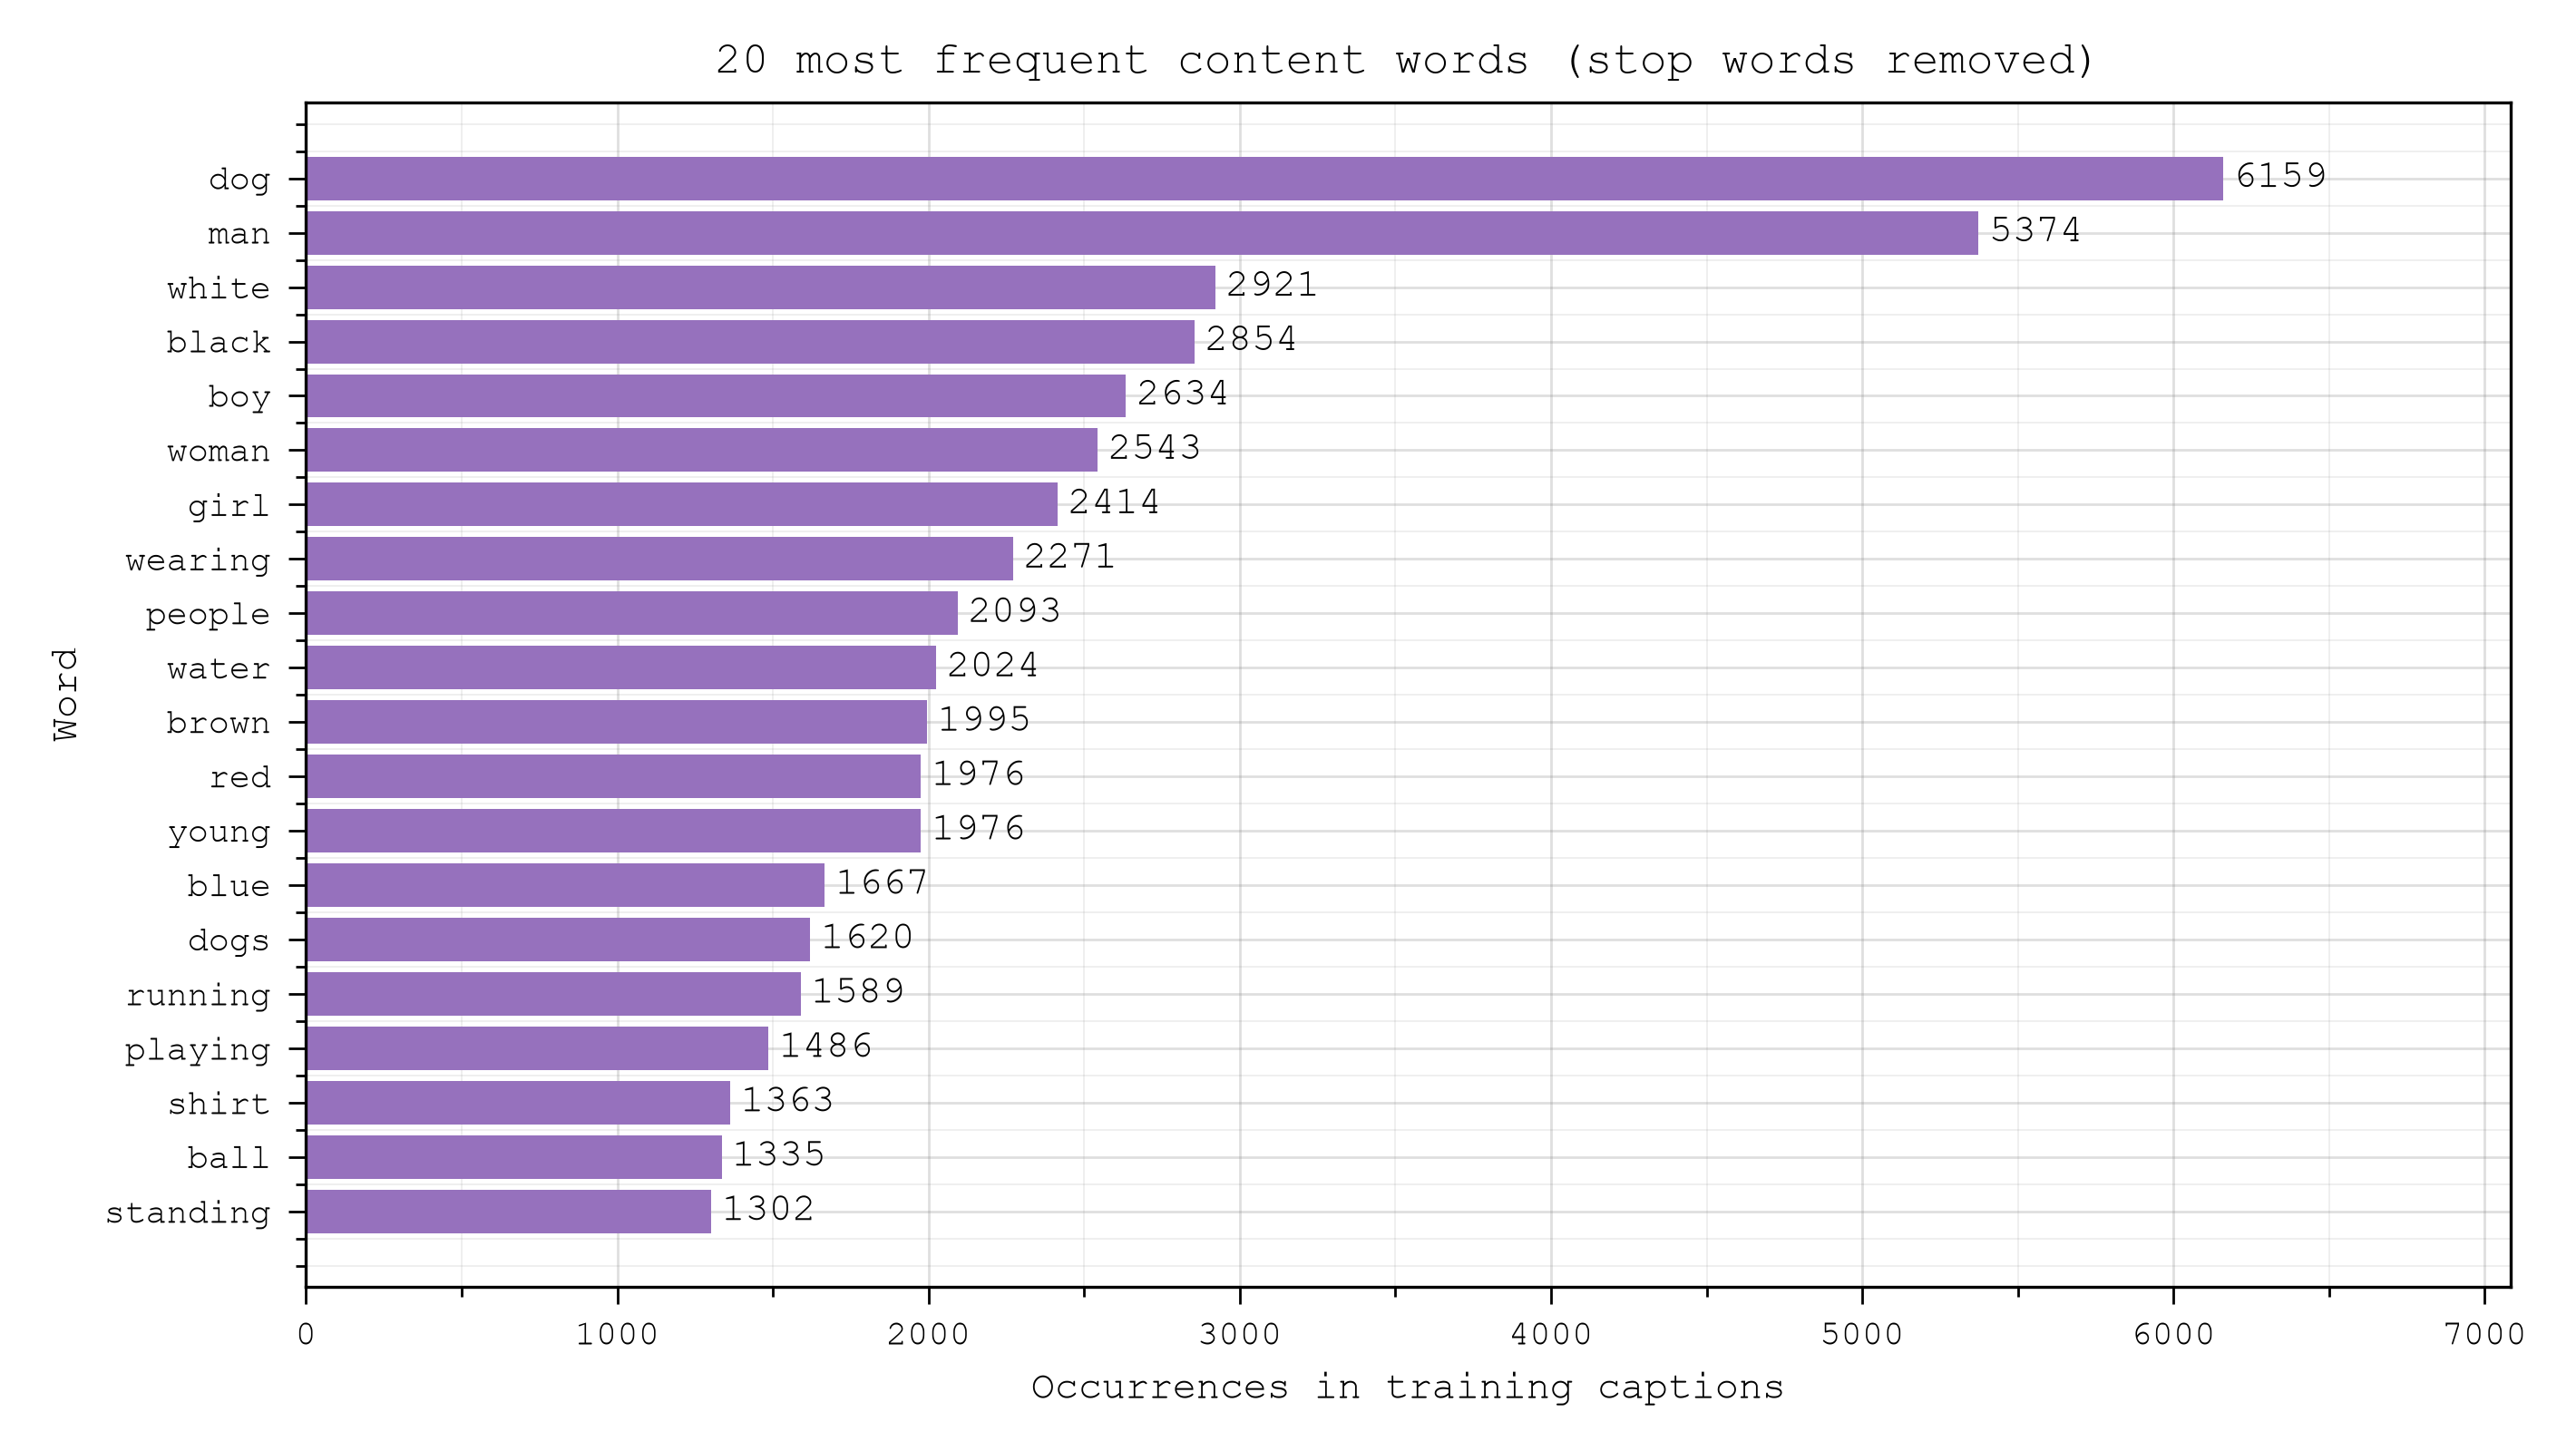 20 most frequent content words (stop words removed)
dog 6159
man 5374
white 2921
black 2854
boy 2634
woman 2543
girl 2414
wearing 2271
people 2093
water 2024
brown 1995
red 1976
young 1976
blue 1667
dogs 1620
running 1589
playing 1486
shirt 1363
ball 1335
standing 1302
Word
0 1000 2000 3000 4000 5000 6000 7000
Occurrences in training captions